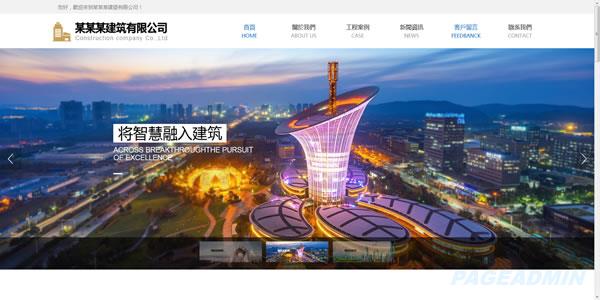 您好，歡迎來到某某某建築有限公司！
某某某建筑有限公司
Construction company Co.,Ltd
首頁 關於我們 工程案例 新聞資訊 客戶留言 聯系我們
HOME ABOUT US CASE NEWS FEEDBANCK CONTACT
将智慧融入建筑
ACROSS BREAKTHROUGHTHE PURSUIT
OF EXCELLENCE
PAGEADMIN